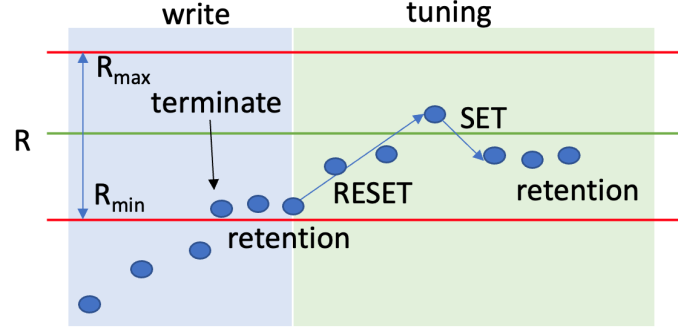 write
tuning
Rmax
terminate
SET
R
Rmin
RESET
retention
retention